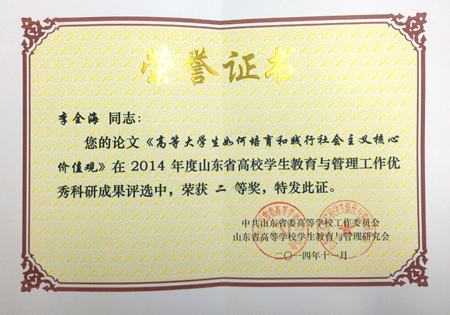 荣誉证书
李全海 同志：
您的论文《高等大学生如何培育和践行社会主义核心
价值观》在2014年度山东省高校学生教育与管理工作优
秀科研成果评选中，荣获 二 等奖，特发此证。
中共山东省委高等学校工作委员会
山东省高等学校学生教育与管理研究会
二〇一四年十一月